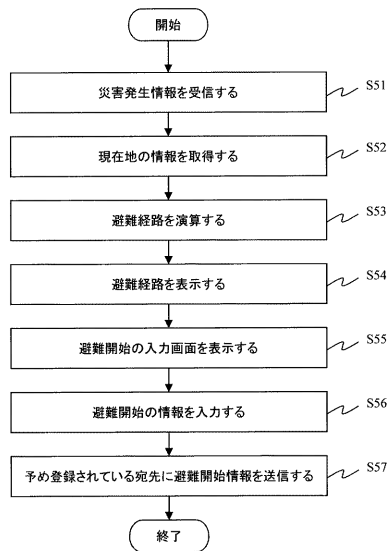 開始
災害発生情報を受信する
S51
現在地の情報を取得する
S52
避難経路を演算する
S53
避難経路を表示する
S54
避難開始の入力画面を表示する
S55
避難開始の情報を入力する
S56
予め登録されている宛先に避難開始情報を送信する
S57
終了